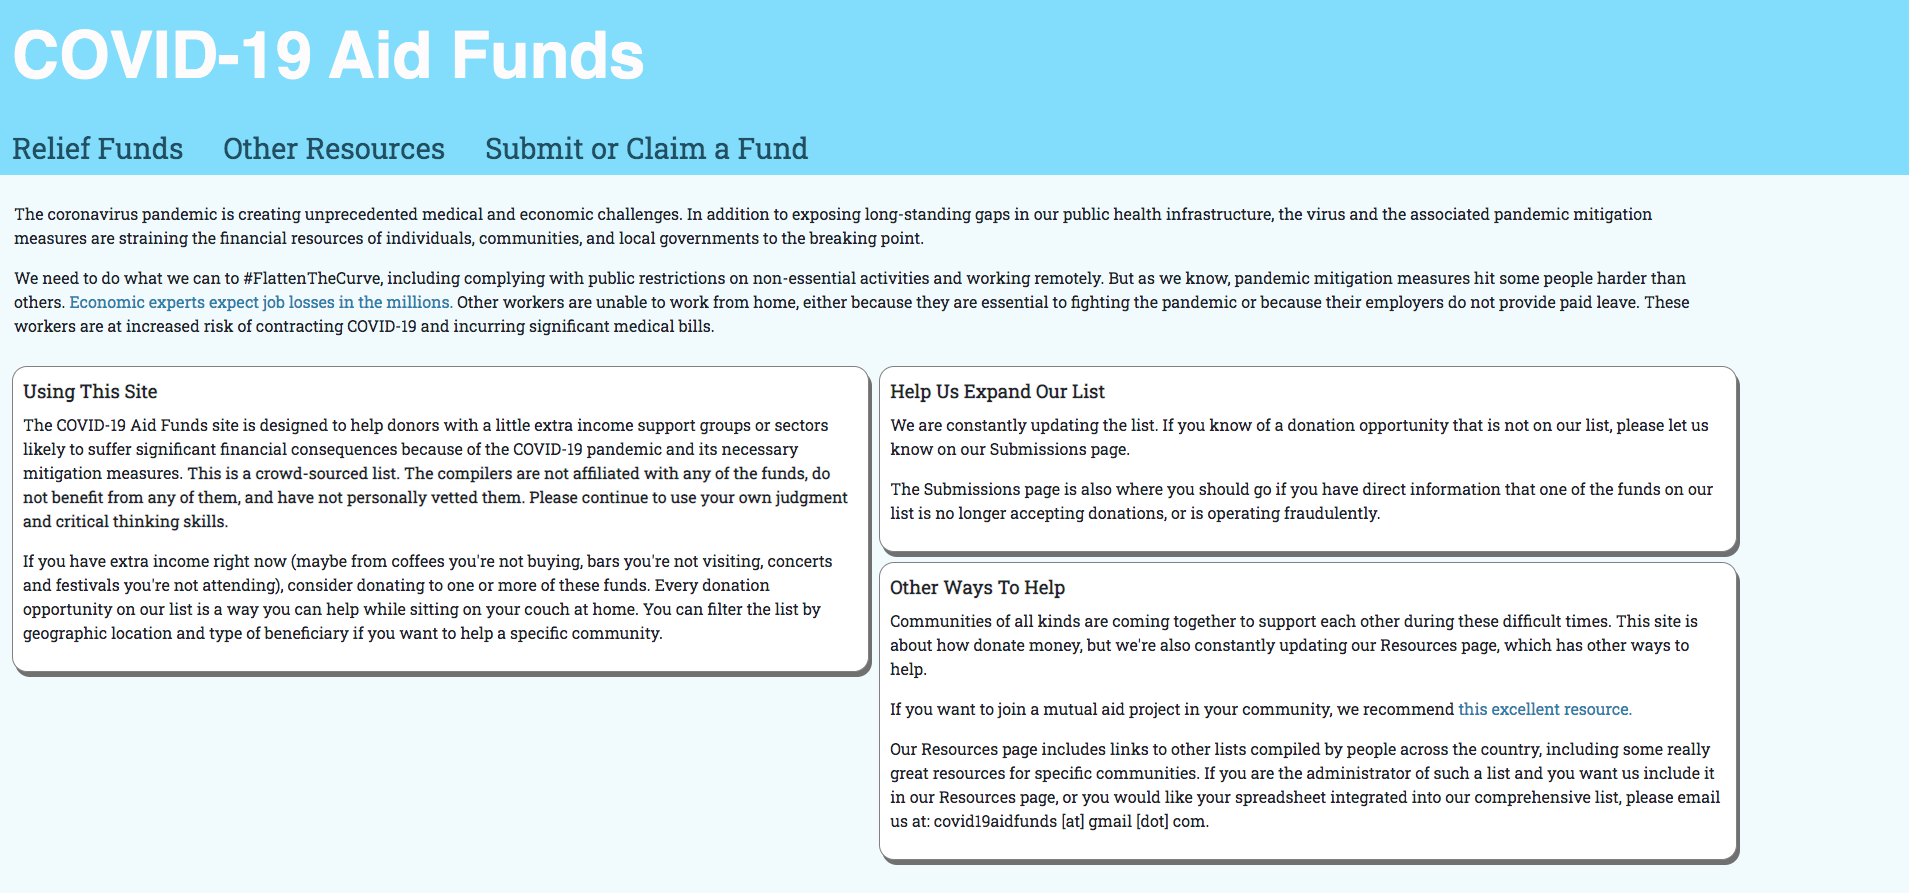 COVID-19 Aid Funds
Relief Funds Other Resources Submit or Claim a Fund
The coronavirus pandemic is creating unprecedented medical and economic challenges. In addition to exposing long-standing gaps in our public health infrastructure, the virus and the associated pandemic mitigation
measures are straining the financial resources of individuals, communities, and local governments to the breaking point.
We need to do what we can to #FlattenTheCurve, including complying with public restrictions on non-essential activities and working remotely. But as we know, pandemic mitigation measures hit some people harder than
others. Economic experts expect job losses in the millions. Other workers are unable to work from home, either because they are essential to fighting the pandemic or because their employers do not provide paid leave. These
workers are at increased risk of contracting COVID-19 and incurring significant medical bills.
Using This Site
The COVID-19 Aid Funds site is designed to help donors with a little extra income support groups or sectors
likely to suffer significant financial consequences because of the COVID-19 pandemic and its necessary
mitigation measures. This is a crowd-sourced list. The compilers are not affiliated with any of the funds, do
not benefit from any of them, and have not personally vetted them. Please continue to use your own judgment
and critical thinking skills.
If you have extra income right now (maybe from coffees you're not buying, bars you're not visiting, concerts
and festivals you're not attending), consider donating to one or more of these funds. Every donation
opportunity on our list is a way you can help while sitting on your couch at home. You can filter the list by
geographic location and type of beneficiary if you want to help a specific community.
Help Us Expand Our List
We are constantly updating the list. If you know of a donation opportunity that is not on our list, please let us
know on our Submissions page.
The Submissions page is also where you should go if you have direct information that one of the funds on our
list is no longer accepting donations, or is operating fraudulently.
Other Ways To Help
Communities of all kinds are coming together to support each other during these difficult times. This site is
about how donate money, but we're also constantly updating our Resources page, which has other ways to
help.
If you want to join a mutual aid project in your community, we recommend this excellent resource.
Our Resources page includes links to other lists compiled by people across the country, including some really
great resources for specific communities. If you are the administrator of such a list and you want us include it
in our Resources page, or you would like your spreadsheet integrated into our comprehensive list, please email
us at: covid19aidfunds [at] gmail [dot] com.